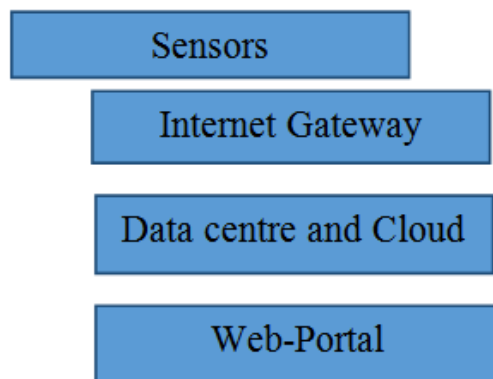 Sensors
Internet Gateway
Data centre and Cloud
Web-Portal